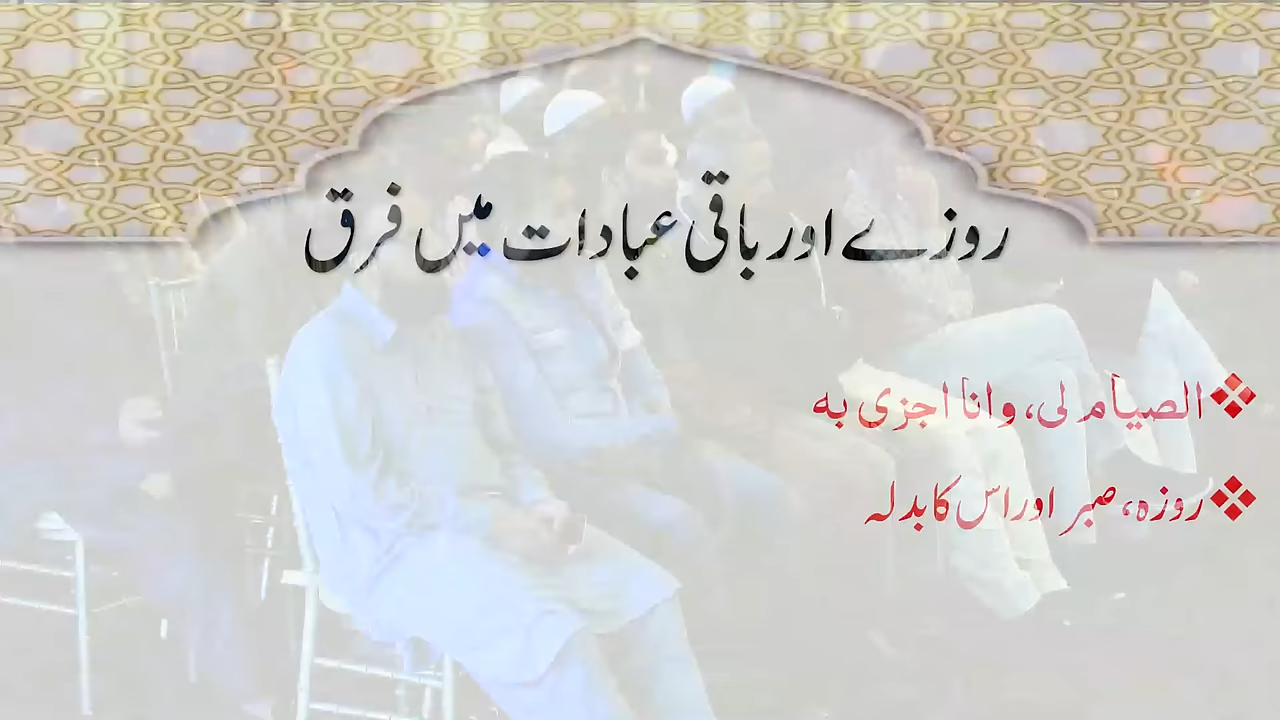 روزے اور باقی عبادات میں فرق
الصیام لی، وانا اجزی به
روزہ، صبر اور اس کا بدلہ